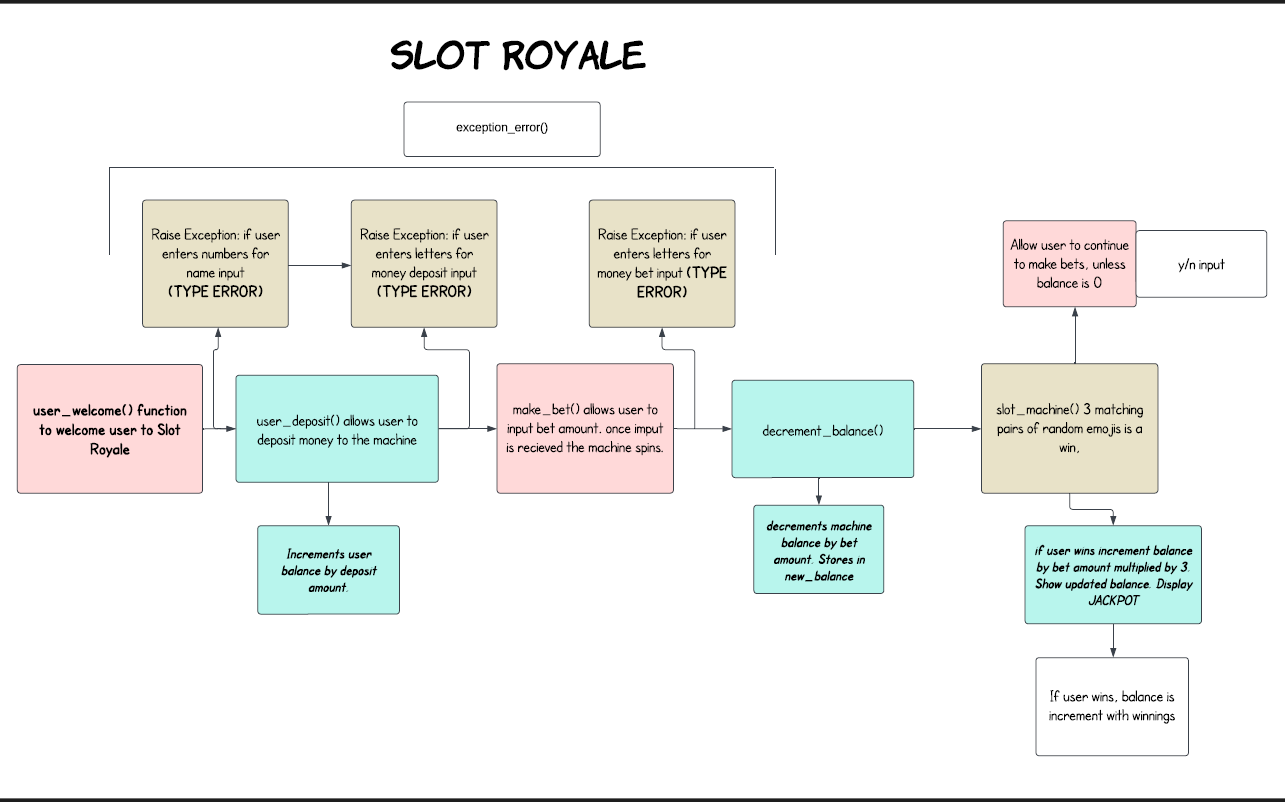 SLOT ROYALE
exception_error()
Raise Exception: if user
enters numbers for
name input
(TYPE ERROR)
Raise Exception: if user
enters letters for
money deposit input
(TYPE ERROR)
Raise Exception: if user
enters letters for
money bet input (TYPE
ERROR)
Allow user to continue
to make bets, unless
balance is 0
y/n input
user_welcome() function
to welcome user to Slot
Royale
user_deposit() allows user to
deposit money to the machine
make_bet() allows user to
input bet amount. once imput
is recieved the machine spins.
decrement_balance()
slot_machine() 3 matching
pairs of random emojis is a
win,
Increments user
balance by deposit
amount.
decrements machine
balance by bet
amount. Stores in
new_balance
if user wins increment balance
by bet amount multiplied by 3.
Show updated balance. Display
JACKPOT
If user wins, balance is
increment with winnings